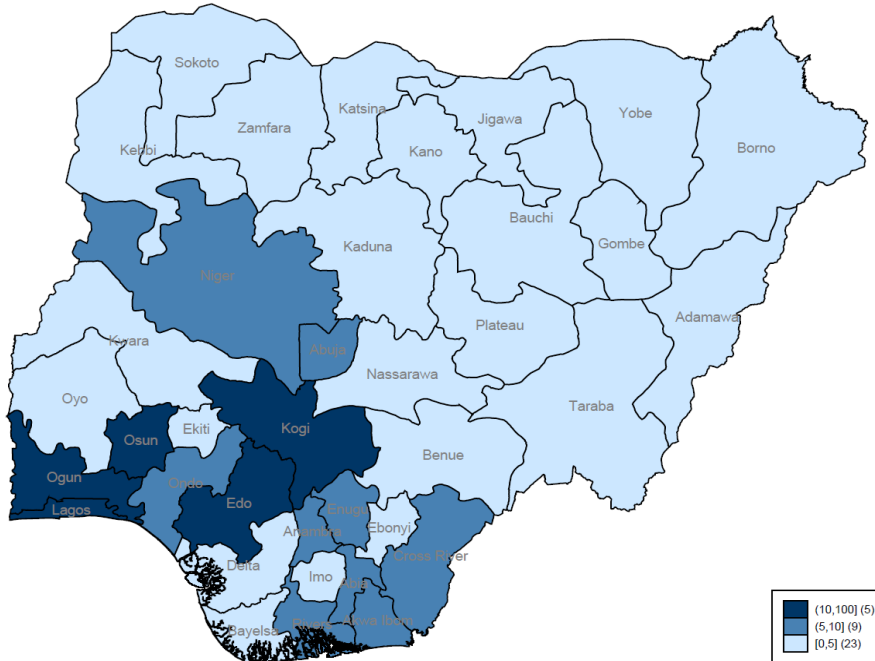 Sokoto
Katsina
Jigawa
Yobe
Zamfara
Kano
Borno
Kebbi
Bauchi
Kaduna
Gombe
Niger
Adamawa
Plateau
Kwara
Abuja
Nassarawa
Oyo
Taraba
Ekiti
Kogi
Osun
Benue
Ogun
Ondo
Edo
Lagos
Enugu
Anambra
Ebonyi
Cross River
Delta
Imo
Abia
Rivers
Akwa Ibom
Bayelsa
(10,100] (5)
(5,10] (9)
[0,5] (23)